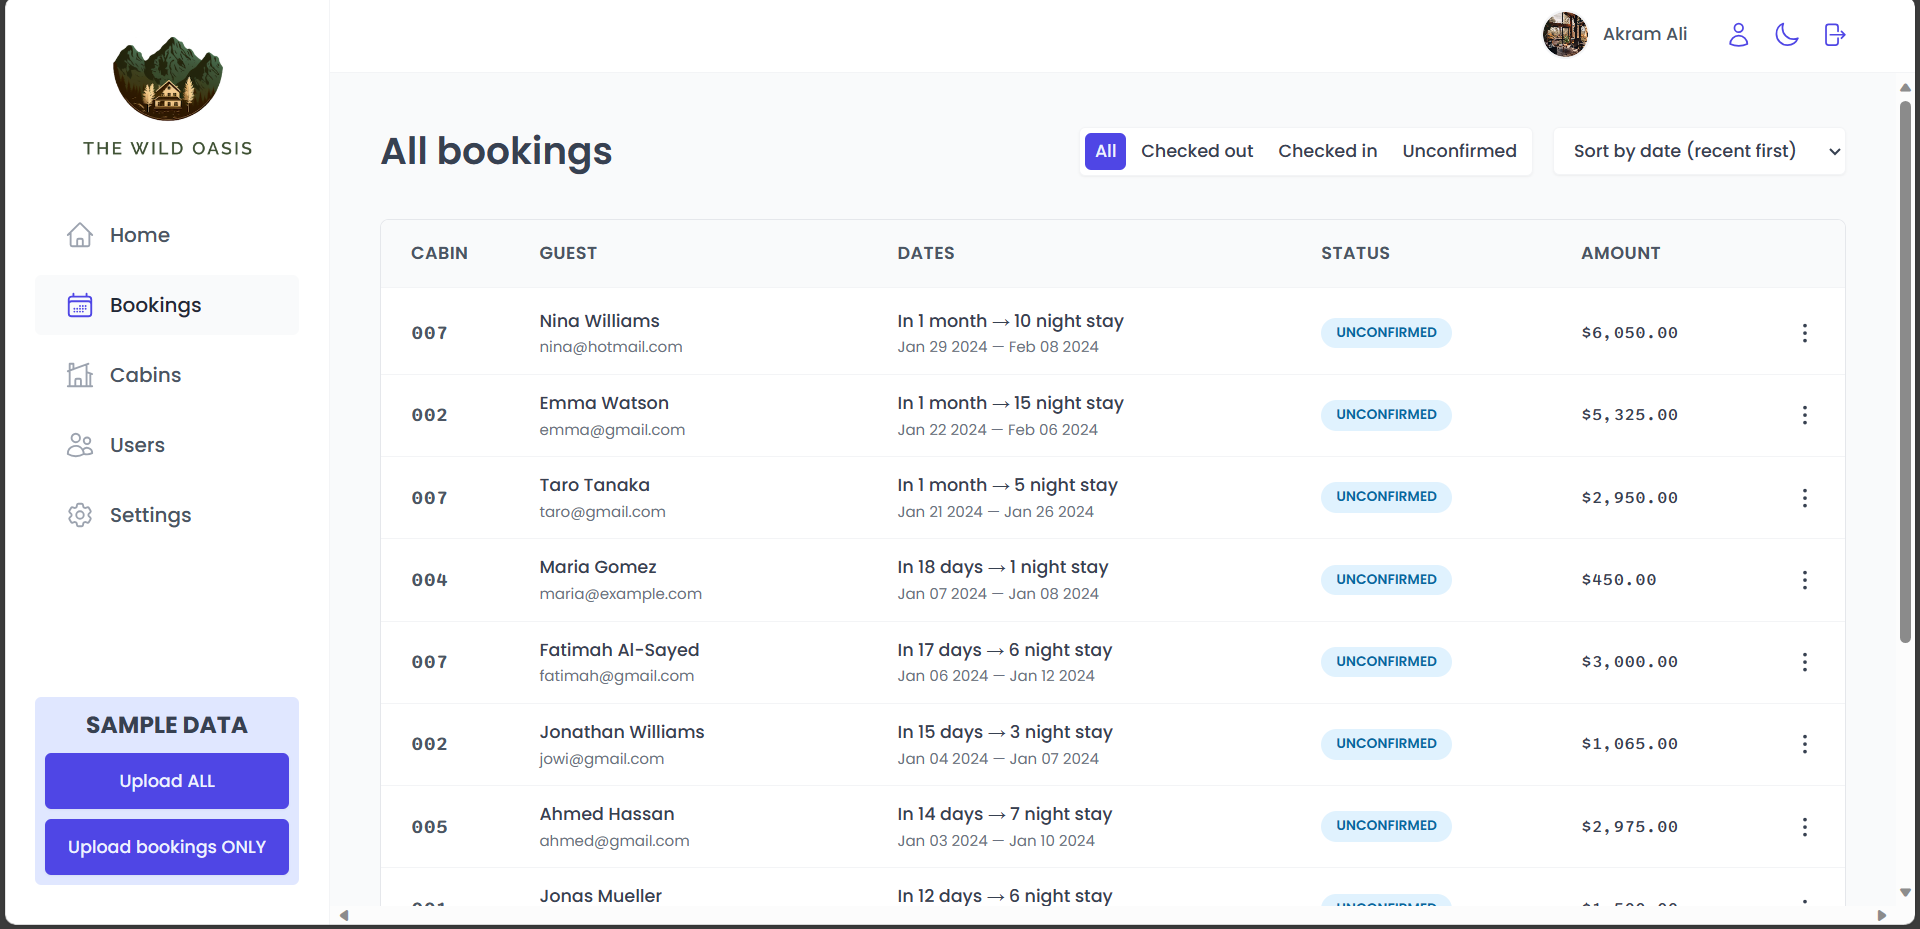 THE WILD OASIS
Home
Bookings
Cabins
Users
Settings
SAMPLE DATA
Upload ALL
Upload bookings ONLY
Akram Ali
All bookings
All Checked out Checked in Unconfirmed
Sort by date (recent first)
CABIN GUEST DATES STATUS AMOUNT
007 Nina Williams In 1 month → 10 night stay UNCONFIRMED $6,050.00
nina@hotmail.com Jan 29 2024 — Feb 08 2024
002 Emma Watson In 1 month → 15 night stay UNCONFIRMED $5,325.00
emma@gmail.com Jan 22 2024 — Feb 06 2024
007 Taro Tanaka In 1 month → 5 night stay UNCONFIRMED $2,950.00
taro@gmail.com Jan 21 2024 — Jan 26 2024
004 Maria Gomez In 18 days → 1 night stay UNCONFIRMED $450.00
maria@example.com Jan 07 2024 — Jan 08 2024
007 Fatimah Al-Sayed In 17 days → 6 night stay UNCONFIRMED $3,000.00
fatimah@gmail.com Jan 06 2024 — Jan 12 2024
002 Jonathan Williams In 15 days → 3 night stay UNCONFIRMED $1,065.00
jowi@gmail.com Jan 04 2024 — Jan 07 2024
005 Ahmed Hassan In 14 days → 7 night stay UNCONFIRMED $2,975.00
ahmed@gmail.com Jan 03 2024 — Jan 10 2024
Jonas Mueller In 12 days → 6 night stay UNCONFIRMED